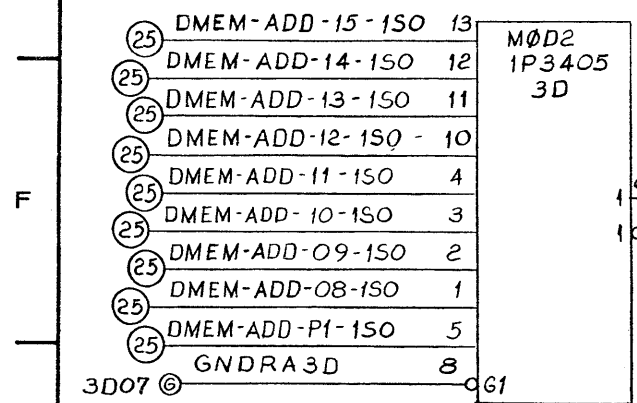 DMEM-ADD-15-1SO 13
25
MØD2
DMEM-ADD-14-1SO 12
1P3405
25
3D
DMEM-ADD-13-1SO 11
25
DMEM-ADD-12-1SO - 10
25
DMEM-ADD-11-1SO 4
25
F
DMEM-ADD-10-1SO 3
1
25
1
DMEM-ADD-09-1SO 2
25
DMEM-ADD-08-1SO 1
25
DMEM-ADD-P1-1SO 5
25
GNDRA3D 8
3D07 G G1